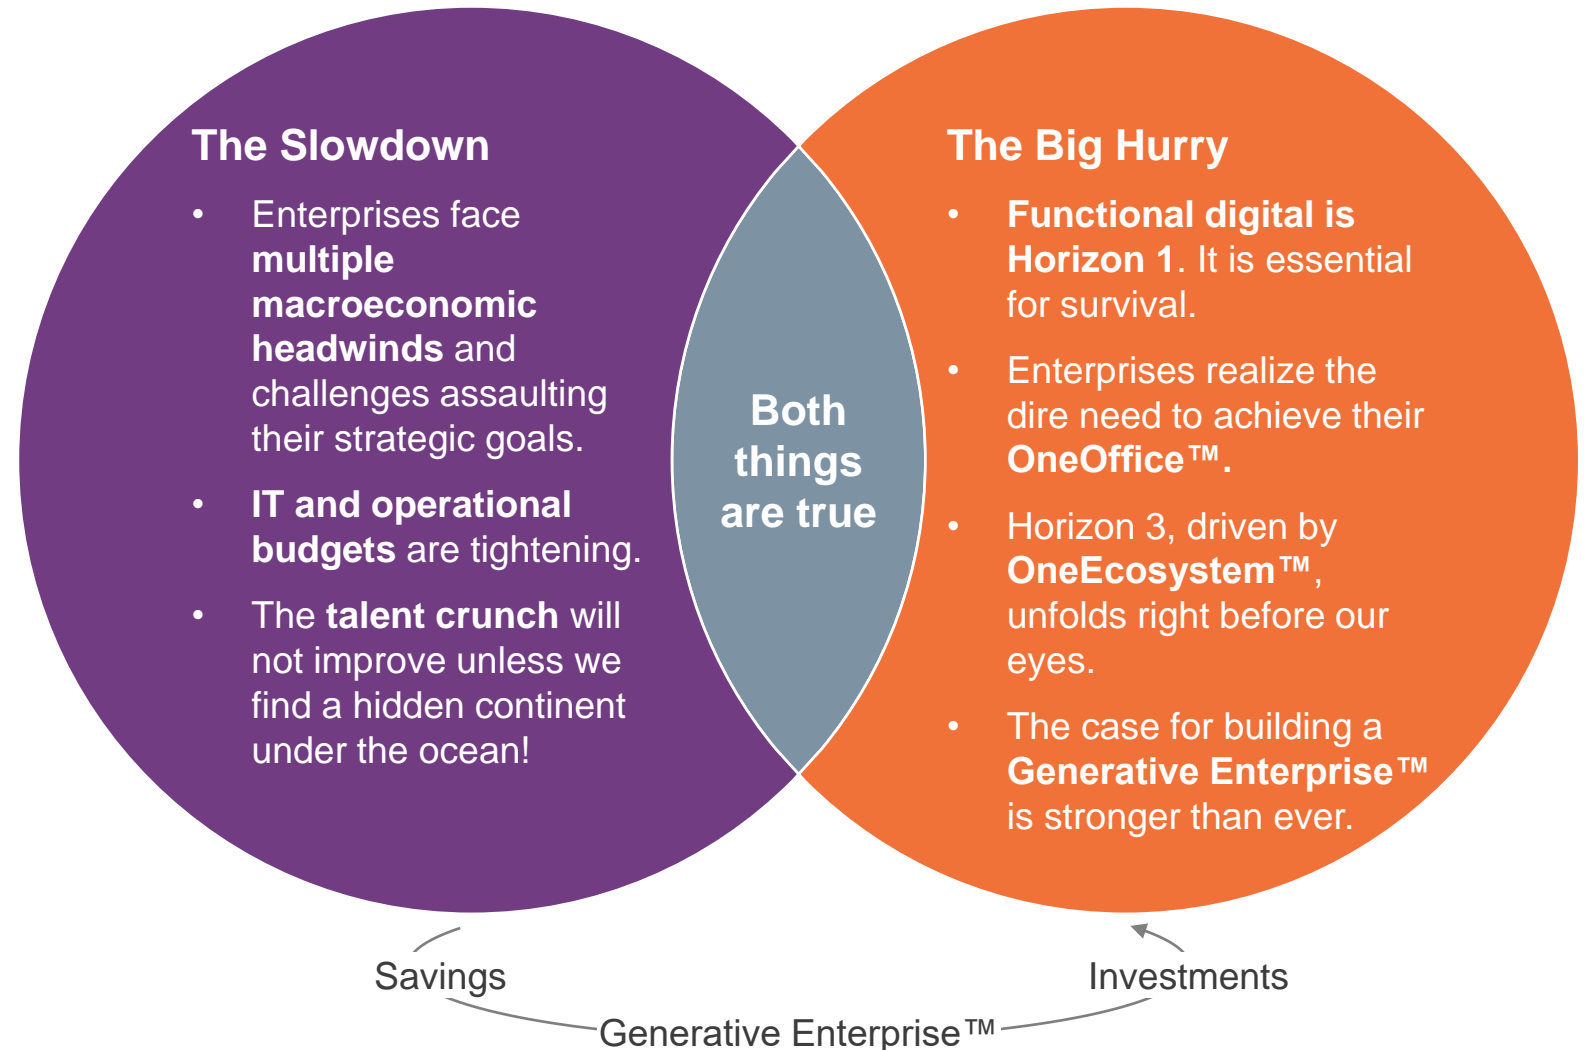 The Slowdown
• Enterprises face
multiple
macroeconomic
headwinds and
challenges assaulting
their strategic goals.
• IT and operational
budgets are tightening.
• The talent crunch will
not improve unless we
find a hidden continent
under the ocean!
Both
things
are true
The Big Hurry
• Functional digital is
Horizon 1. It is essential
for survival.
• Enterprises realize the
dire need to achieve their
OneOffice™.
• Horizon 3, driven by
OneEcosystem™,
unfolds right before our
eyes.
• The case for building a
Generative Enterprise™
is stronger than ever.
Savings
Investments
Generative Enterprise™